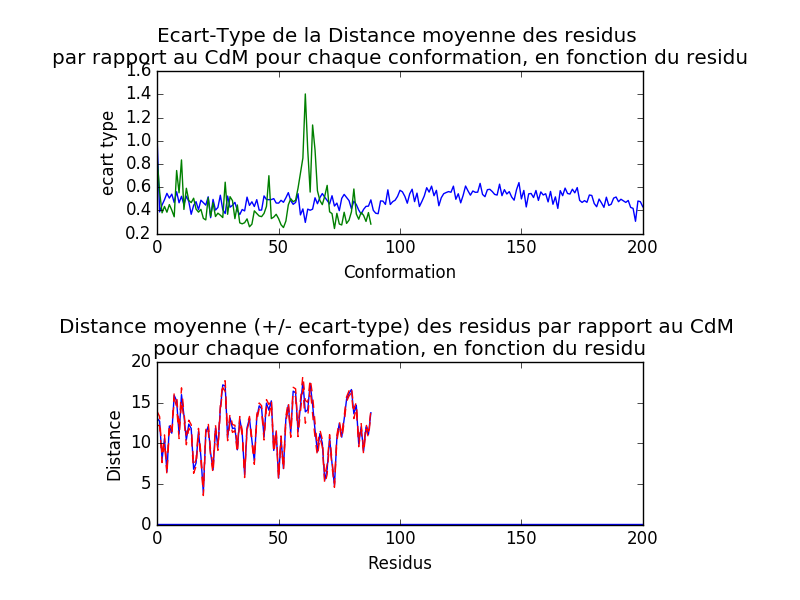 Ecart-Type de la Distance moyenne des residus
par rapport au CdM pour chaque conformation, en fonction du residu
1.6
1.4
1.2
1.0
0.8
0.6
0.4
0.2
ecart type
0 50 100 150 200
Conformation
Distance moyenne (+/- ecart-type) des residus par rapport au CdM
pour chaque conformation, en fonction du residu
20
15
10
5
0
Distance
0 50 100 150 200
Residus